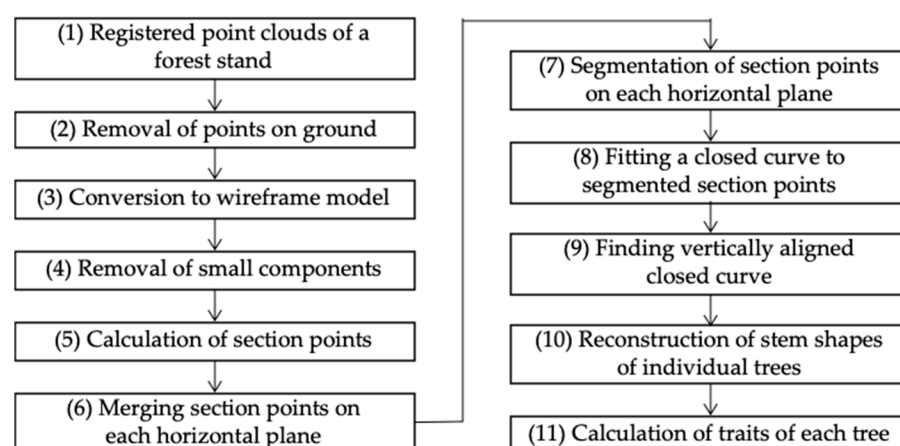 (1) Registered point clouds of a
forest stand
(2) Removal of points on ground
(3) Conversion to wireframe model
(4) Removal of small components
(5) Calculation of section points
(6) Merging section points on
each horizontal plane
(7) Segmentation of section points
on each horizontal plane
(8) Fitting a closed curve to
segmented section points
(9) Finding vertically aligned
closed curve
(10) Reconstruction of stem shapes
of individual trees
(11) Calculation of traits of each tree